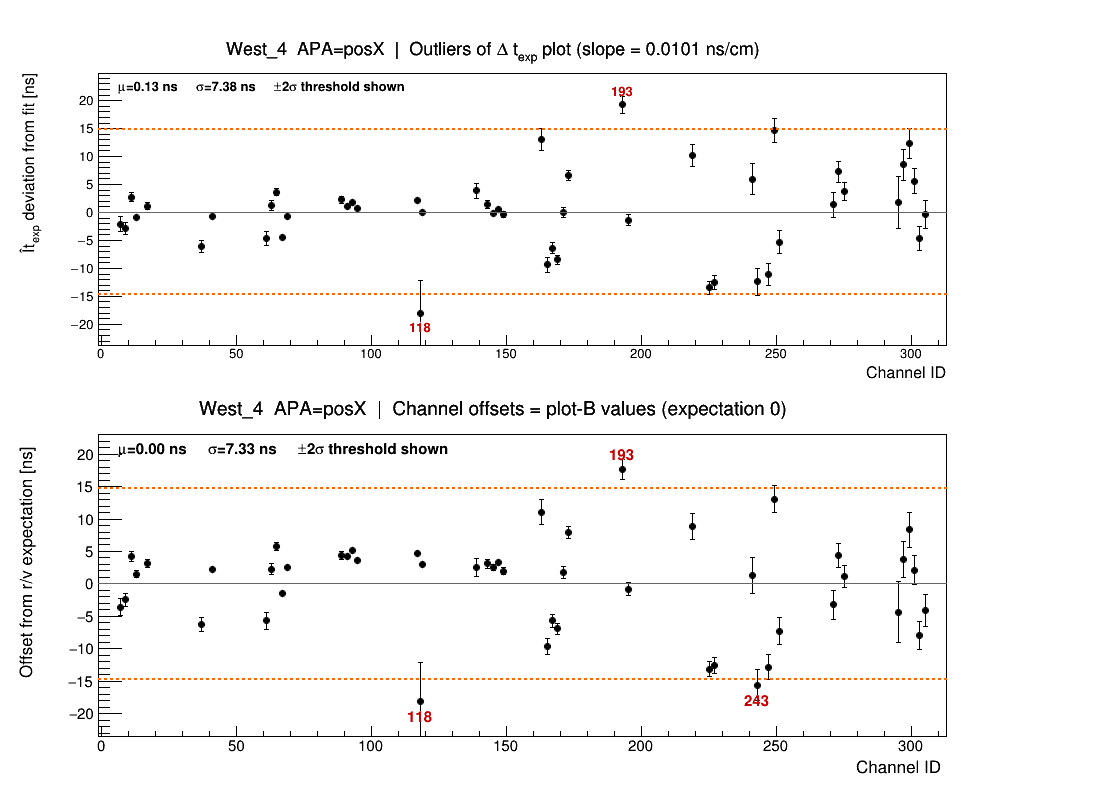 West_4 APA=posX | Outliers of Δ t_exp plot (slope = 0.0101 ns/cm)
μ=0.13 ns σ=7.38 ns ±2σ threshold shown
Ît_exp deviation from fit [ns]
20
15
10
5
0
−5
−10
−15
−20
193
118
0 50 100 150 200 250 300
Channel ID
West_4 APA=posX | Channel offsets = plot-B values (expectation 0)
μ=0.00 ns σ=7.33 ns ±2σ threshold shown
Offset from r/v expectation [ns]
20
15
10
5
0
−5
−10
−15
−20
193
118
243
0 50 100 150 200 250 300
Channel ID